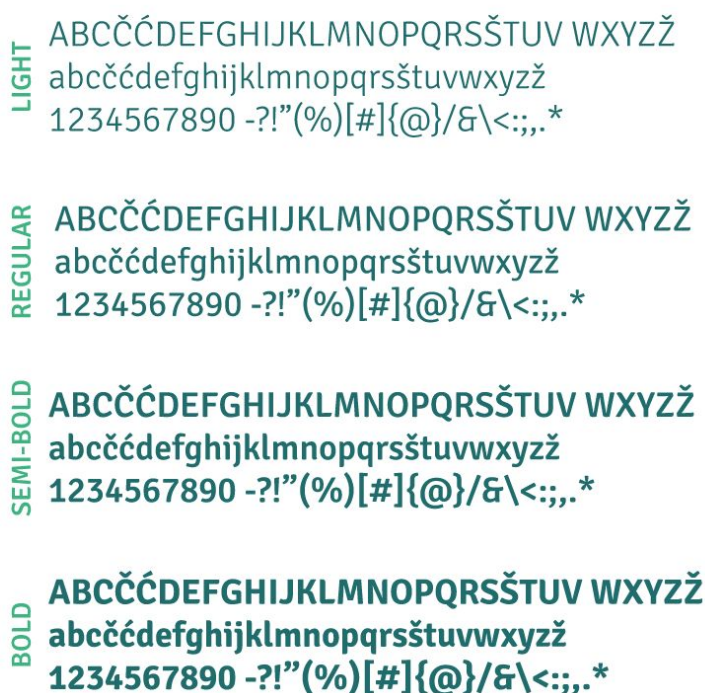 LIGHT
ABCČĆDEFGHIJKLMNOPQRSŠTUV WXYZŽ
abcčćdefghijklmnopqrsštuvwxyzž
1234567890 -?!”(%)[#]{@}/&\<:;,.*
REGULAR
ABCČĆDEFGHIJKLMNOPQRSŠTUV WXYZŽ
abcčćdefghijklmnopqrsštuvwxyzž
1234567890 -?!”(%)[#]{@}/&\<:;,.*
SEMI-BOLD
ABCČĆDEFGHIJKLMNOPQRSŠTUV WXYZŽ
abcčćdefghijklmnopqrsštuvwxyzž
1234567890 -?!”(%)[#]{@}/&\<:;,.*
BOLD
ABCČĆDEFGHIJKLMNOPQRSŠTUV WXYZŽ
abcčćdefghijklmnopqrsštuvwxyzž
1234567890 -?!”(%)[#]{@}/&\<:;,.*